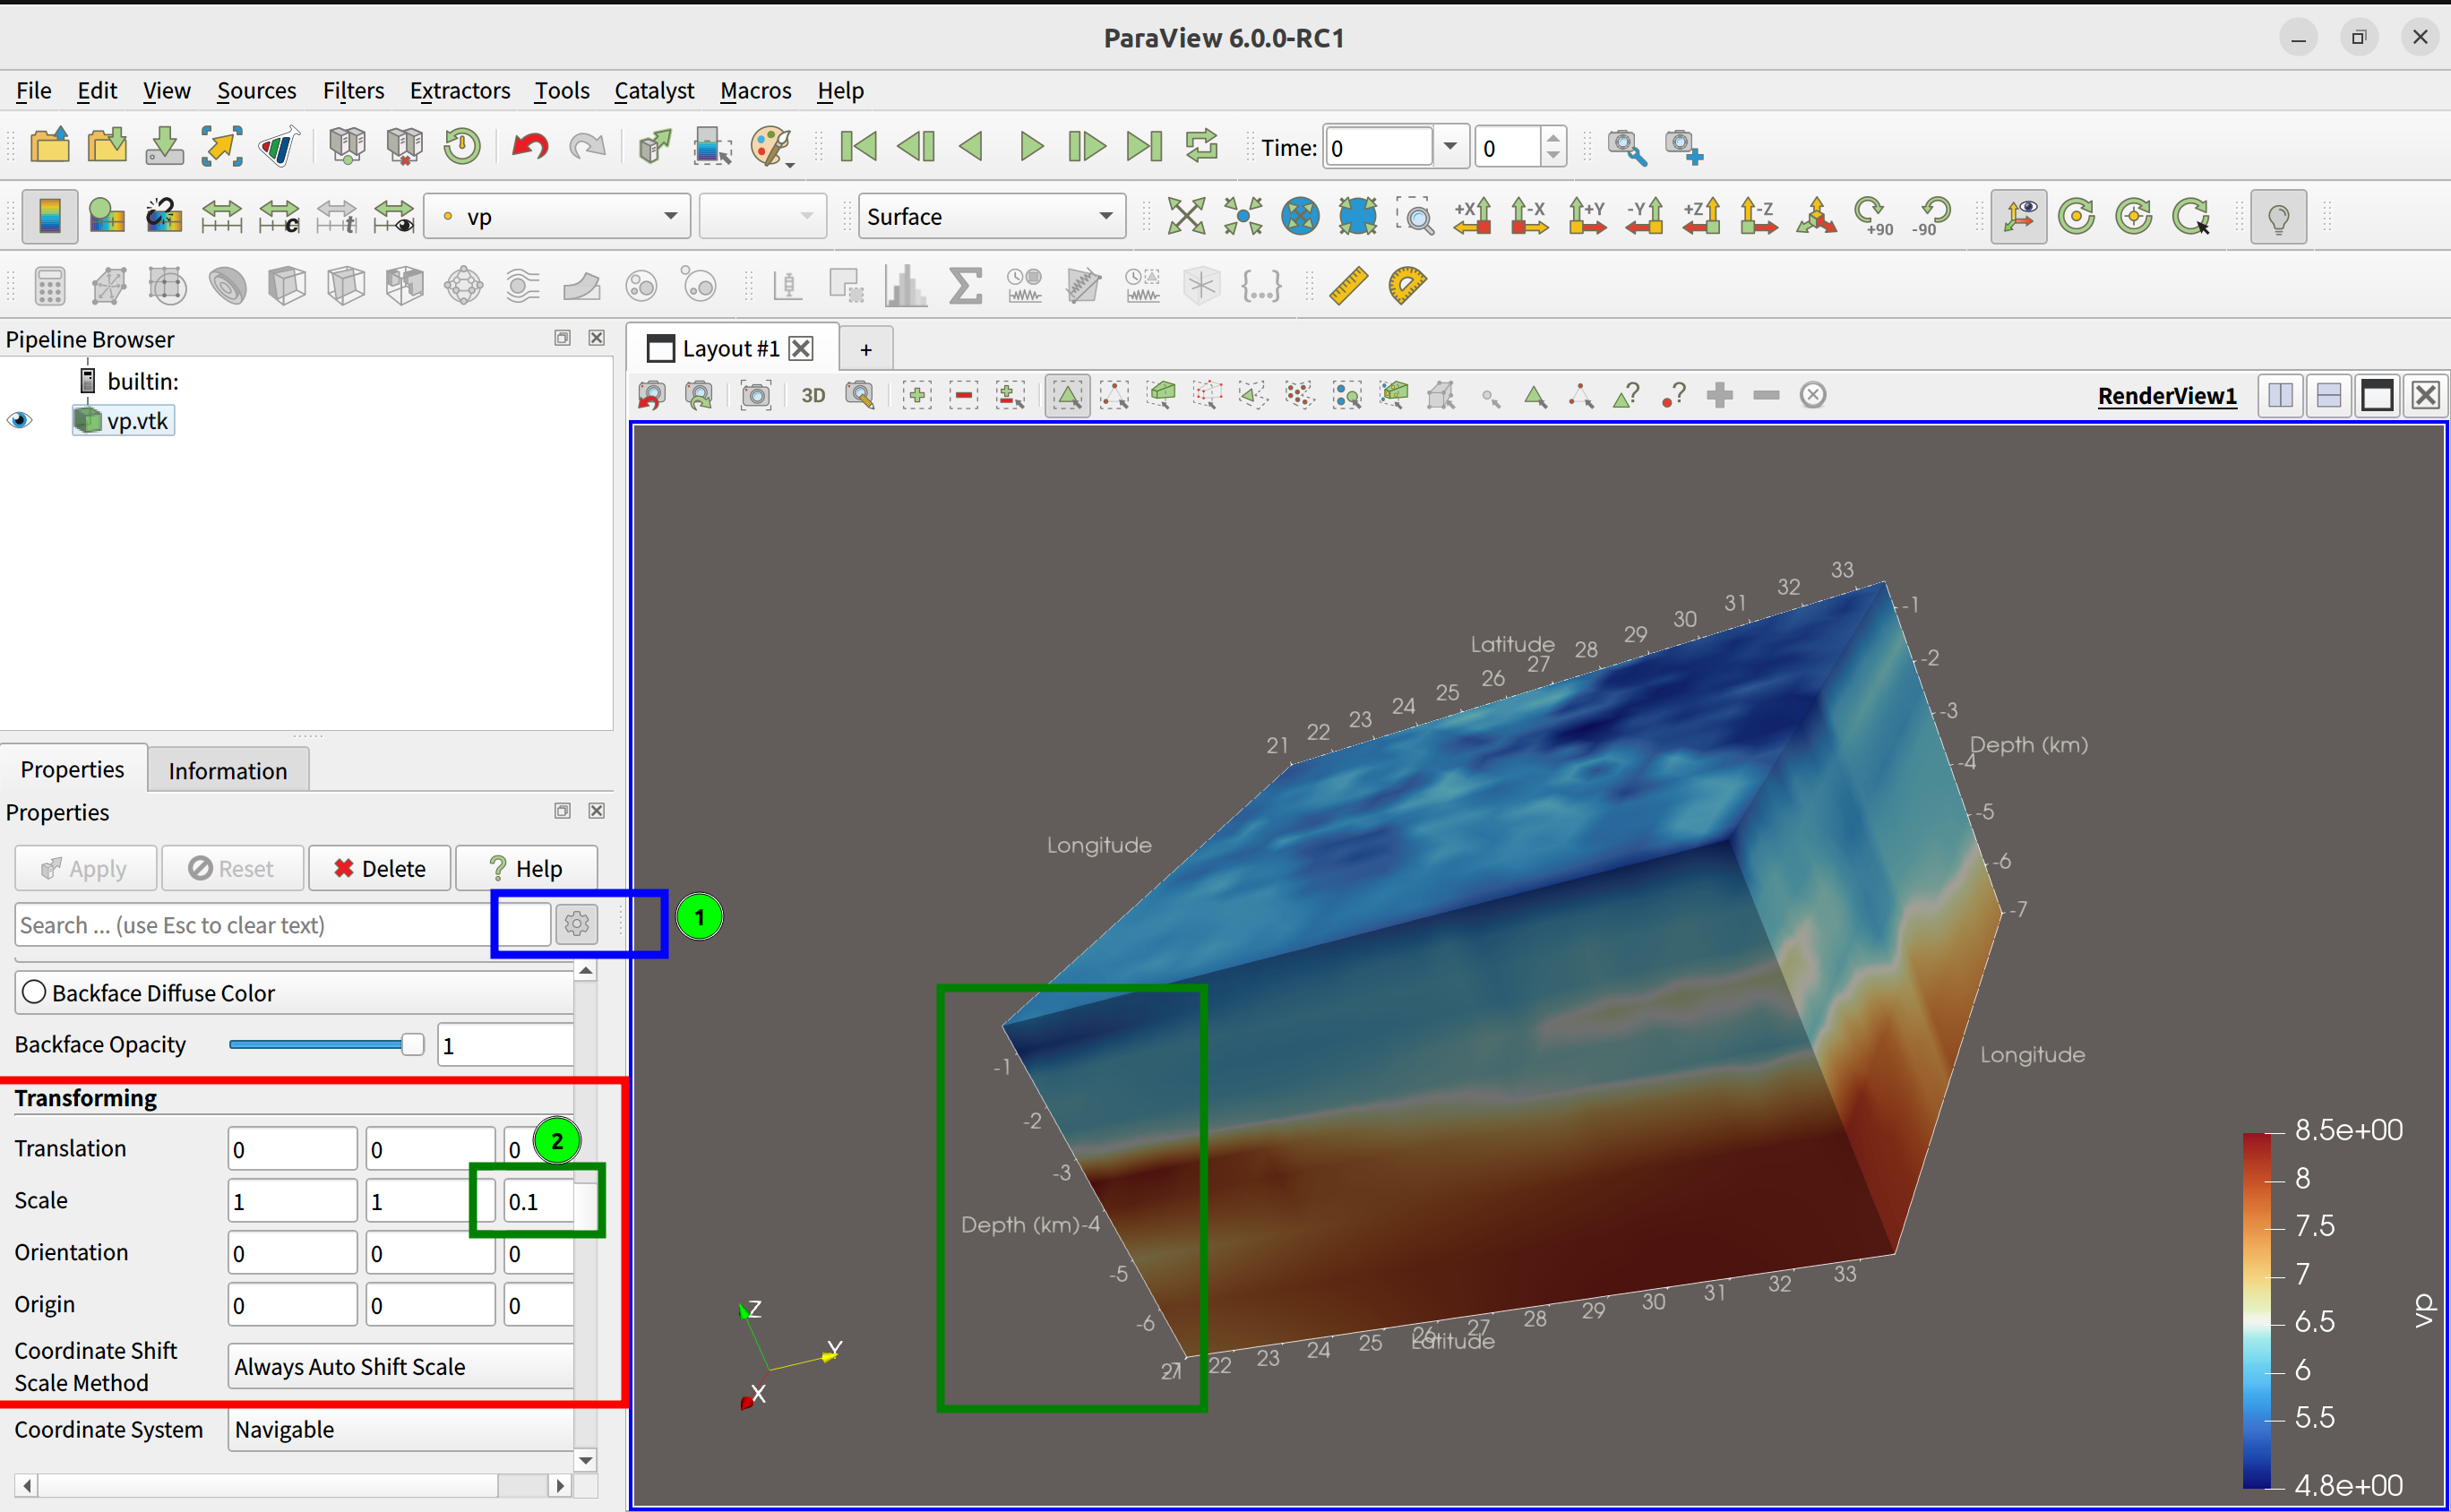 ParaView 6.0.0-RC1
File Edit View Sources Filters Extractors Tools Catalyst Macros Help
Time: 0 0
vp Surface +X -X +Y -Y +Z -Z +90 -90
Pipeline Browser
builtin:
vp.vtk
Layout #1 +
3D RenderView1
Properties Information
Properties
Apply Reset Delete ? Help
Search ... (use Esc to clear text)
1
Backface Diffuse Color
Backface Opacity 1
Transforming
Translation 0 0 0
2
Scale 1 1 0.1
Orientation 0 0 0
Origin 0 0 0
Coordinate Shift
Scale Method
Always Auto Shift Scale
Coordinate System Navigable
Latitude
21 22 23 24 25 26 27 28 29 30 31 32 33
-1
-2
-3
Depth (km)
-4
-5
-6
-7
Longitude
Longitude
-1
-2
-3
Depth (km) -4
-5
-6
22 23 24 25 26 27 28 29 30 31 32 33
Latitude
Z
Y
X
8.5e+00
8
7.5
7
6.5
6
5.5
4.8e+00
vp